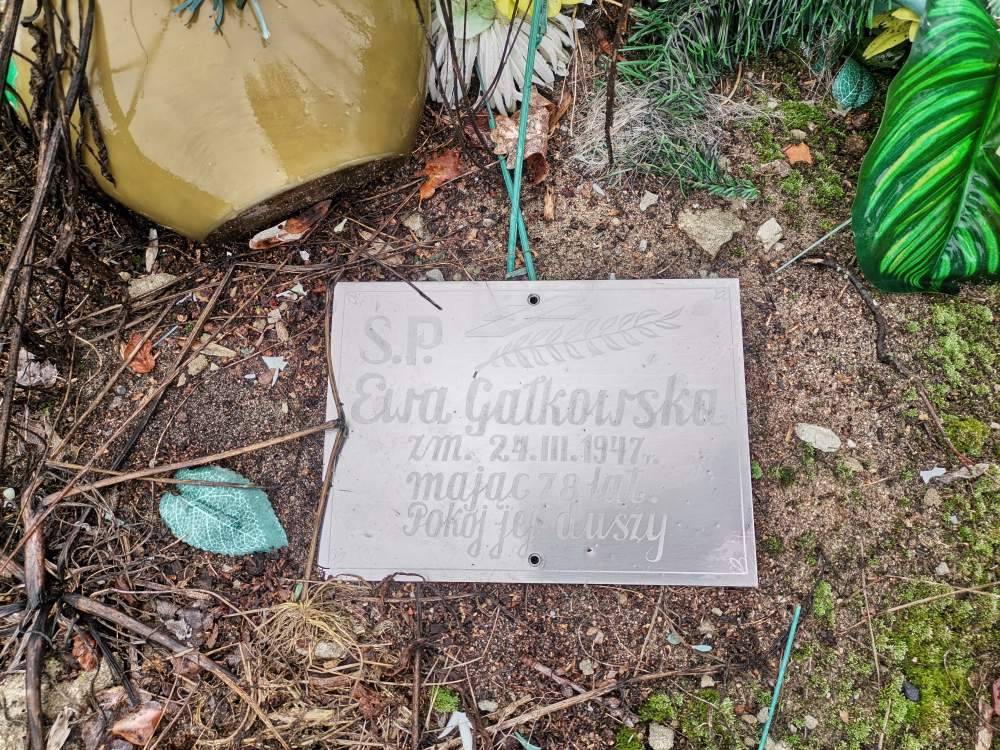 Ś.P.
Ewa Gałkowska
zm. 24.III.1947r.
mając 78 lat.
Pokój jej duszy